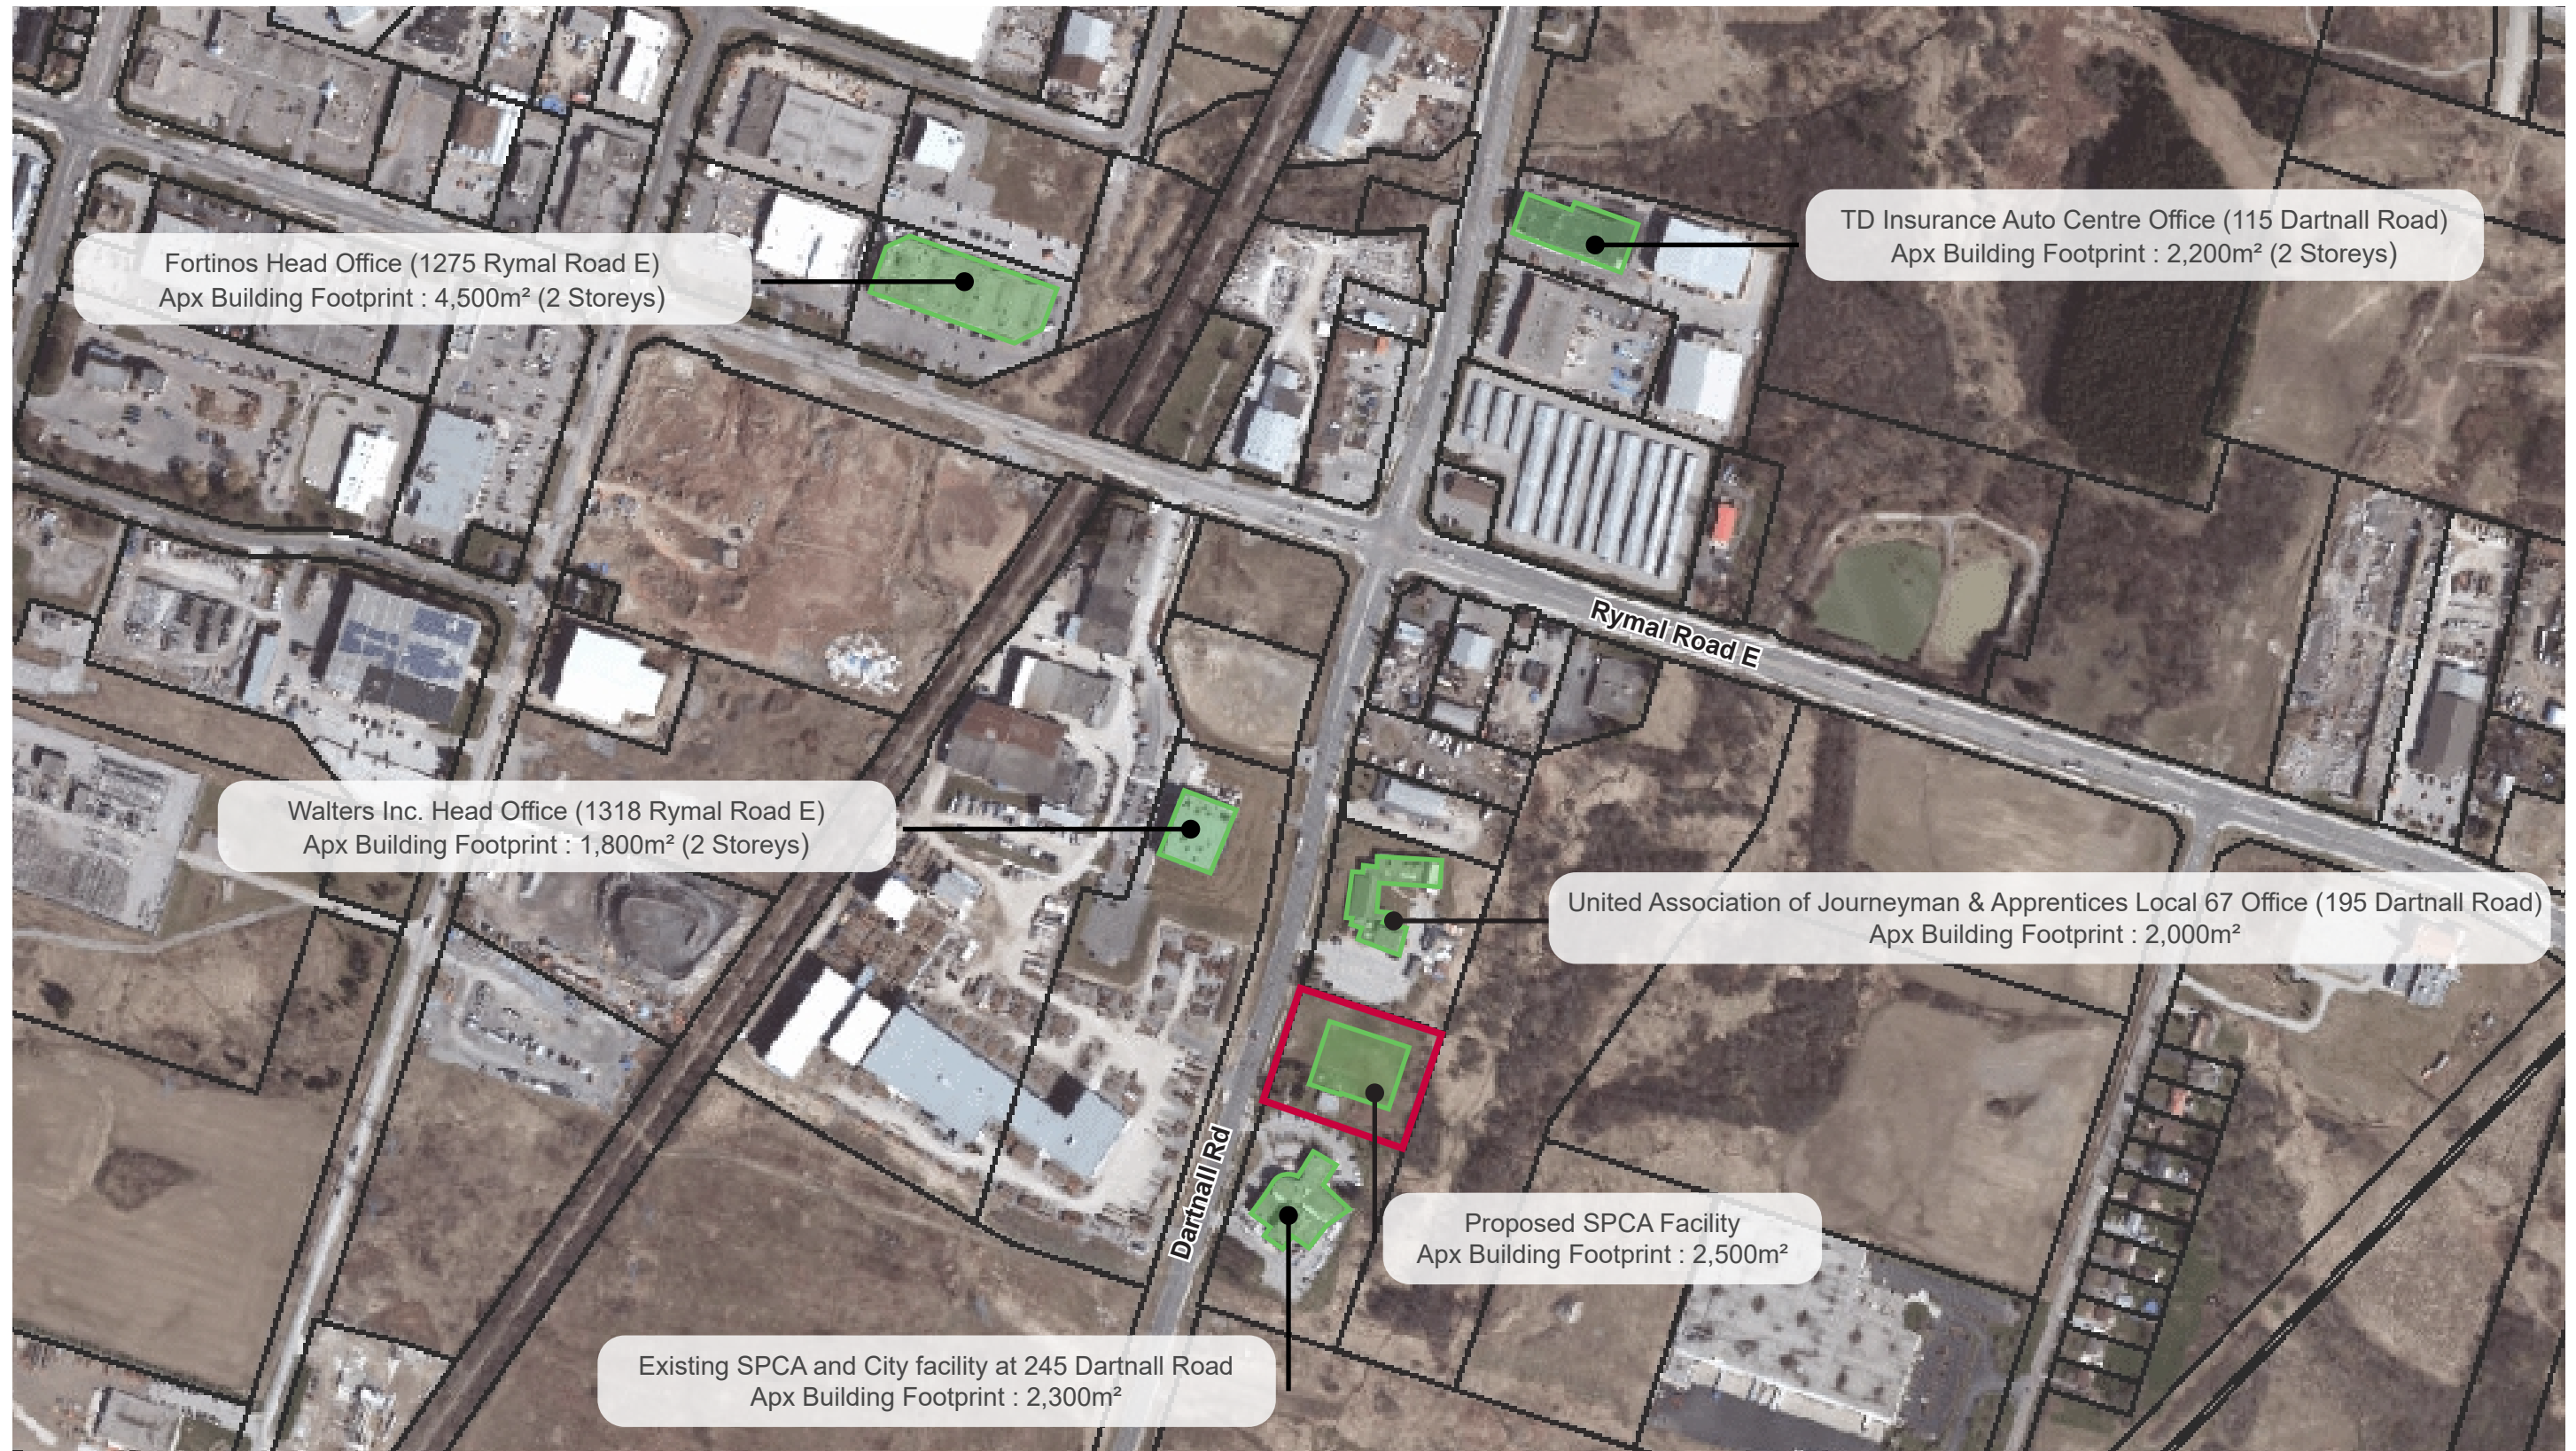 TD Insurance Auto Centre Office (115 Dartnall Road)
Apx Building Footprint : 2,200m² (2 Storeys)
Fortinos Head Office (1275 Rymal Road E)
Apx Building Footprint : 4,500m² (2 Storeys)
Rymal Road E
Walters Inc. Head Office (1318 Rymal Road E)
Apx Building Footprint : 1,800m² (2 Storeys)
United Association of Journeyman & Apprentices Local 67 Office (195 Dartnall Road)
Apx Building Footprint : 2,000m²
Dartnall Rd
Proposed SPCA Facility
Apx Building Footprint : 2,500m²
Existing SPCA and City facility at 245 Dartnall Road
Apx Building Footprint : 2,300m²